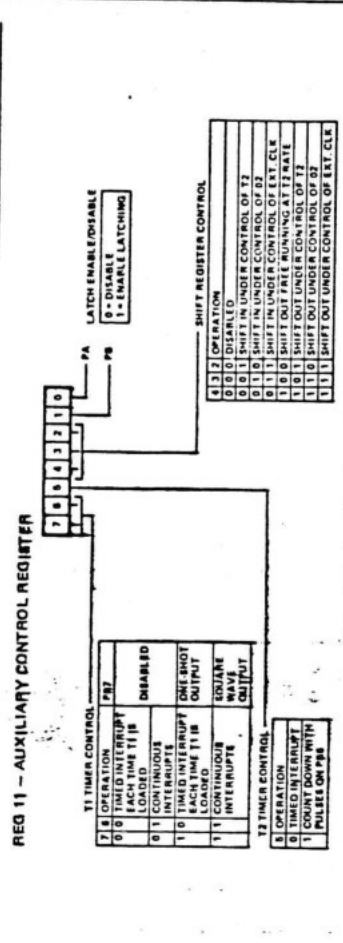 REG 11 – AUXILIARY CONTROL REGISTER
7 6 5 4 3 2 1 0
PA
PB
LATCH ENABLE/DISABLE
0 = DISABLE
1 = ENABLE LATCHING
T1 TIMER CONTROL
7 6 OPERATION PB7
0 0 TIMED INTERRUPT EACH TIME T1 IS LOADED DISABLED
0 1 CONTINUOUS INTERRUPTS
1 0 TIMED INTERRUPT EACH TIME T1 IS LOADED ONE-SHOT OUTPUT
1 1 CONTINUOUS INTERRUPTS SQUARE WAVE OUTPUT
T2 TIMER CONTROL
5 OPERATION
0 TIMED INTERRUPT
1 COUNT DOWN WITH PULSES ON PB6
SHIFT REGISTER CONTROL
4 3 2 OPERATION
0 0 0 DISABLED
0 0 1 SHIFT IN UNDER CONTROL OF T2
0 1 0 SHIFT IN UNDER CONTROL OF 02
0 1 1 SHIFT IN UNDER CONTROL OF EXT. CLK
1 0 0 SHIFT OUT FREE RUNNING AT T2 RATE
1 0 1 SHIFT OUT UNDER CONTROL OF T2
1 1 0 SHIFT OUT UNDER CONTROL OF 02
1 1 1 SHIFT OUT UNDER CONTROL OF EXT. CLK